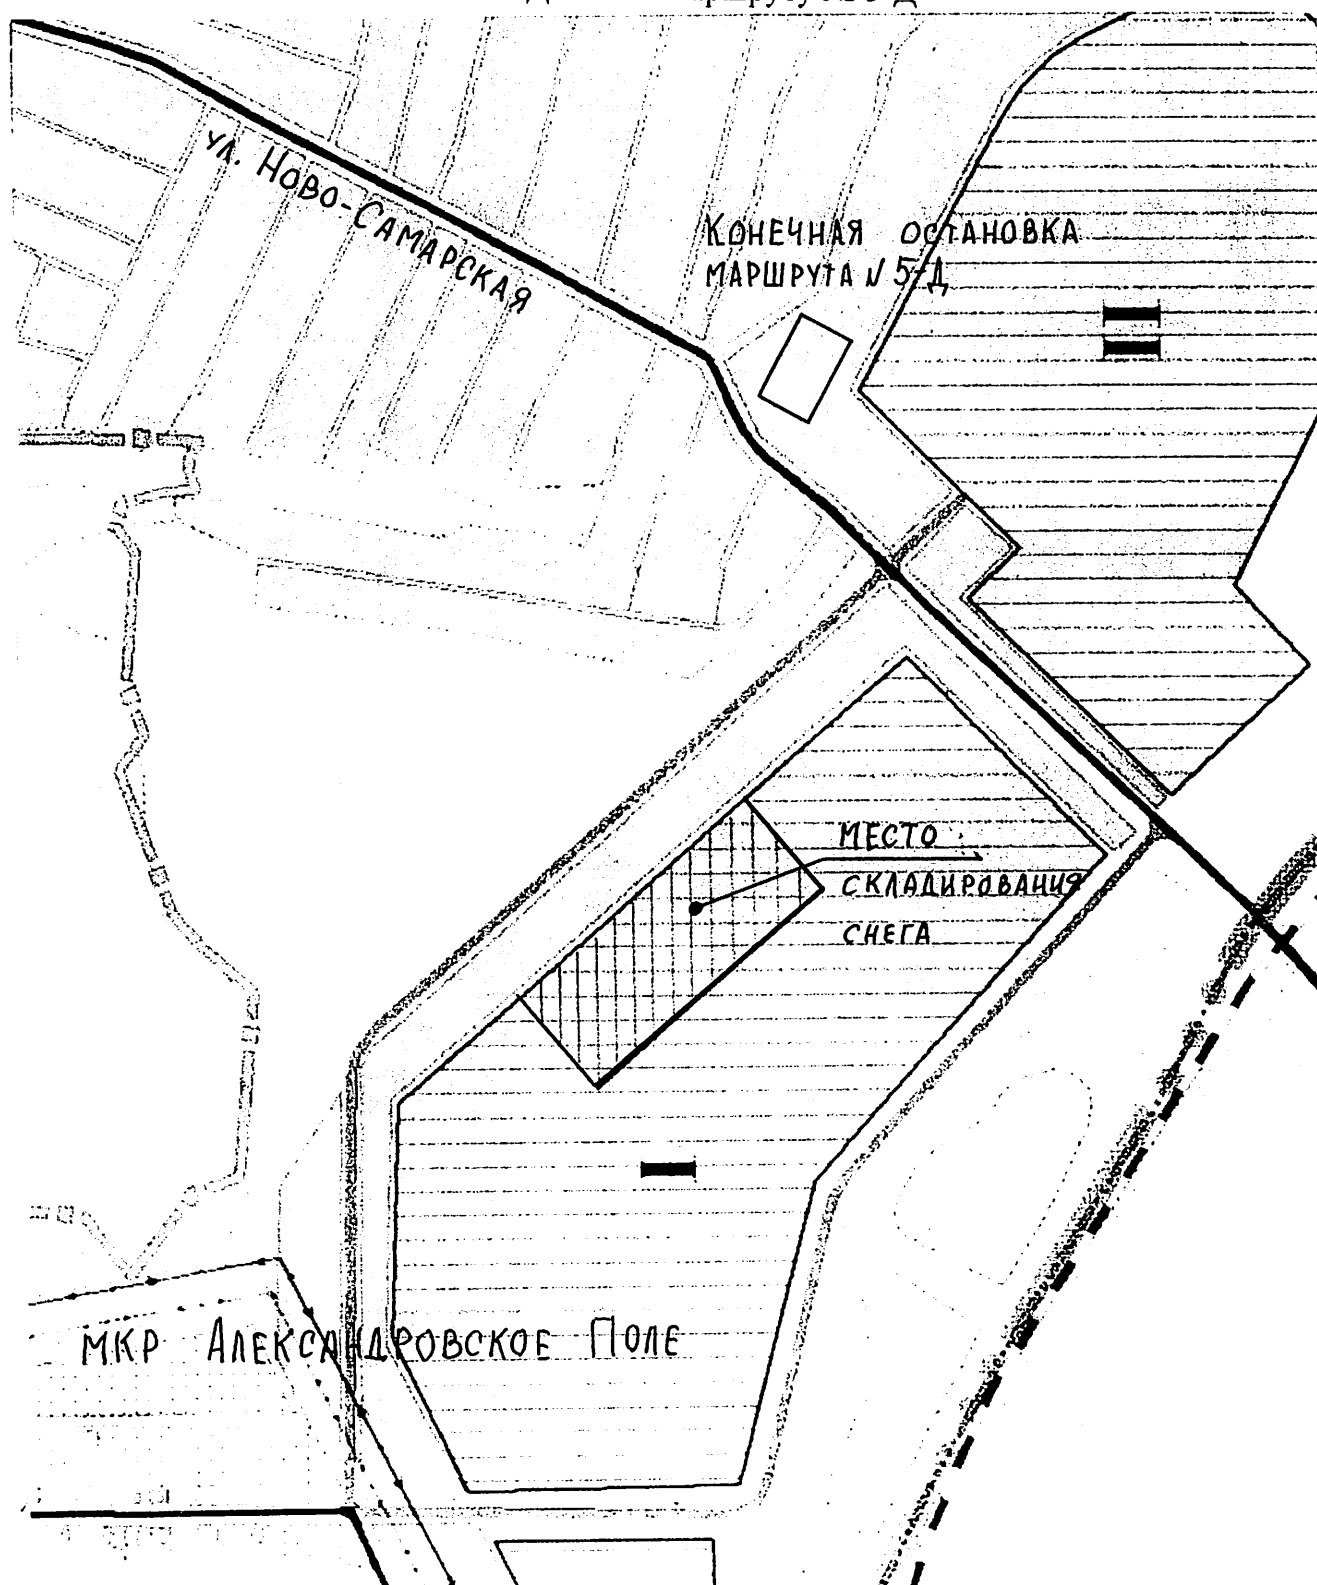 ул. Ново-Самарская
Конечная остановка
маршрута № 5-Д
место
складирования
снега
мкр Александровское Поле